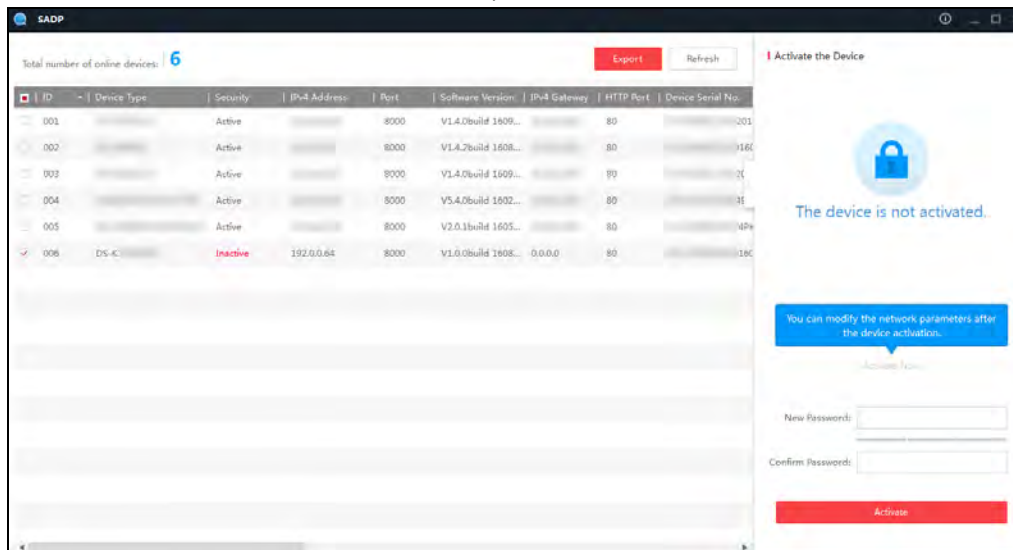 SADP
Total number of online devices: 6
Export
Refresh
ID | Device Type | Security | IPv4 Address | Port | Software Version | IPv4 Gateway | HTTP Port | Device Serial No.
001 Active 8000 V1.4.0build 1609... 80 201
002 Active 8000 V1.4.2build 1608... 80
003 Active 8000 V1.4.0build 1609... 80
004 Active 8000 V5.4.0build 1602... 80
005 Active 8000 V2.0.1build 1605... 80
006 DS-K Inactive 192.0.0.64 8000 V1.0.0build 1608... 0.0.0.0 80
Activate the Device
The device is not activated.
You can modify the network parameters after
the device activation.
Activate Now
New Password:
Confirm Password:
Activate